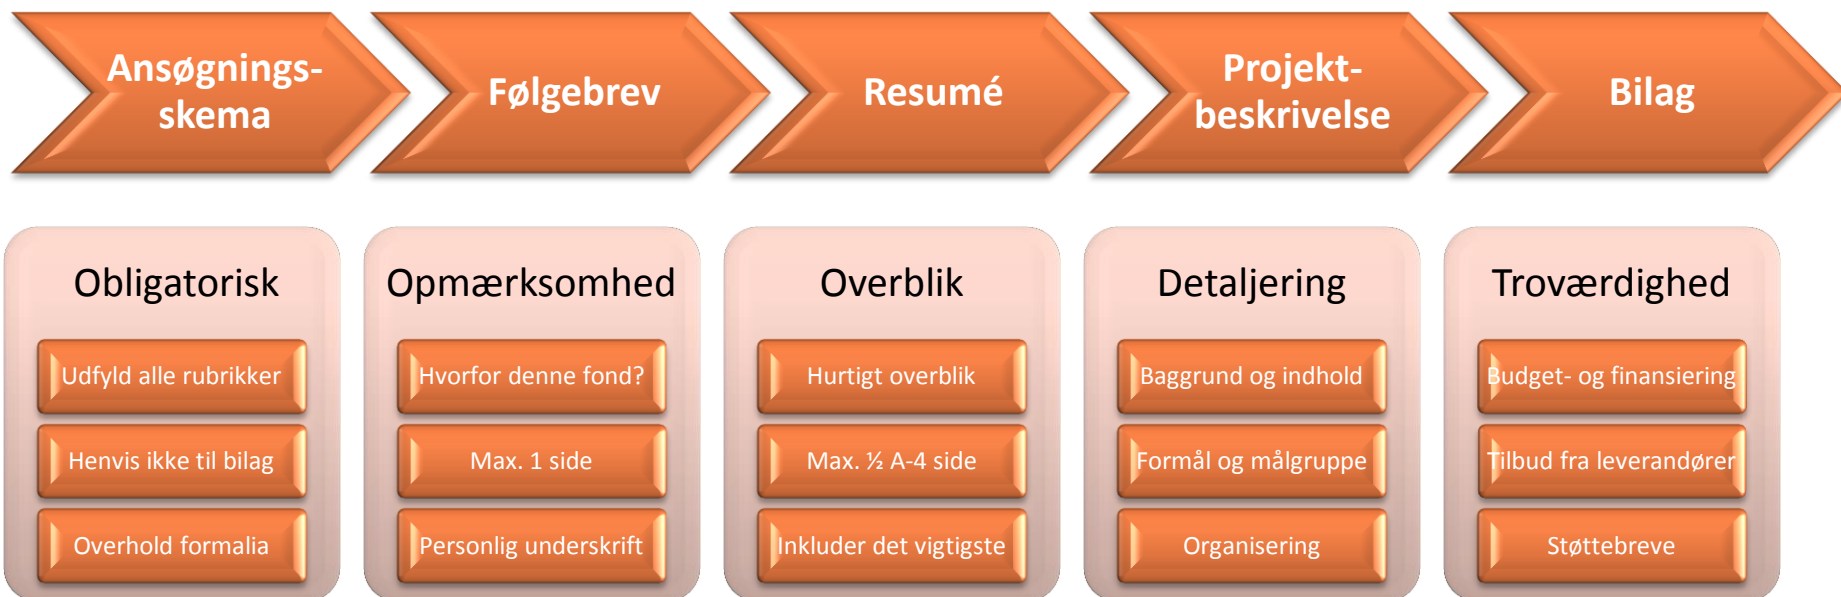 Ansøgnings-
skema
Følgebrev
Resumé
Projekt-
beskrivelse
Bilag
Obligatorisk
Udfyld alle rubrikker
Henvis ikke til bilag
Overhold formalia
Opmærksomhed
Hvorfor denne fond?
Max. 1 side
Personlig underskrift
Overblik
Hurtigt overblik
Max. ½ A-4 side
Inkluder det vigtigste
Detaljering
Baggrund og indhold
Formål og målgruppe
Organisering
Troværdighed
Budget- og finansiering
Tilbud fra leverandører
Støttebreve